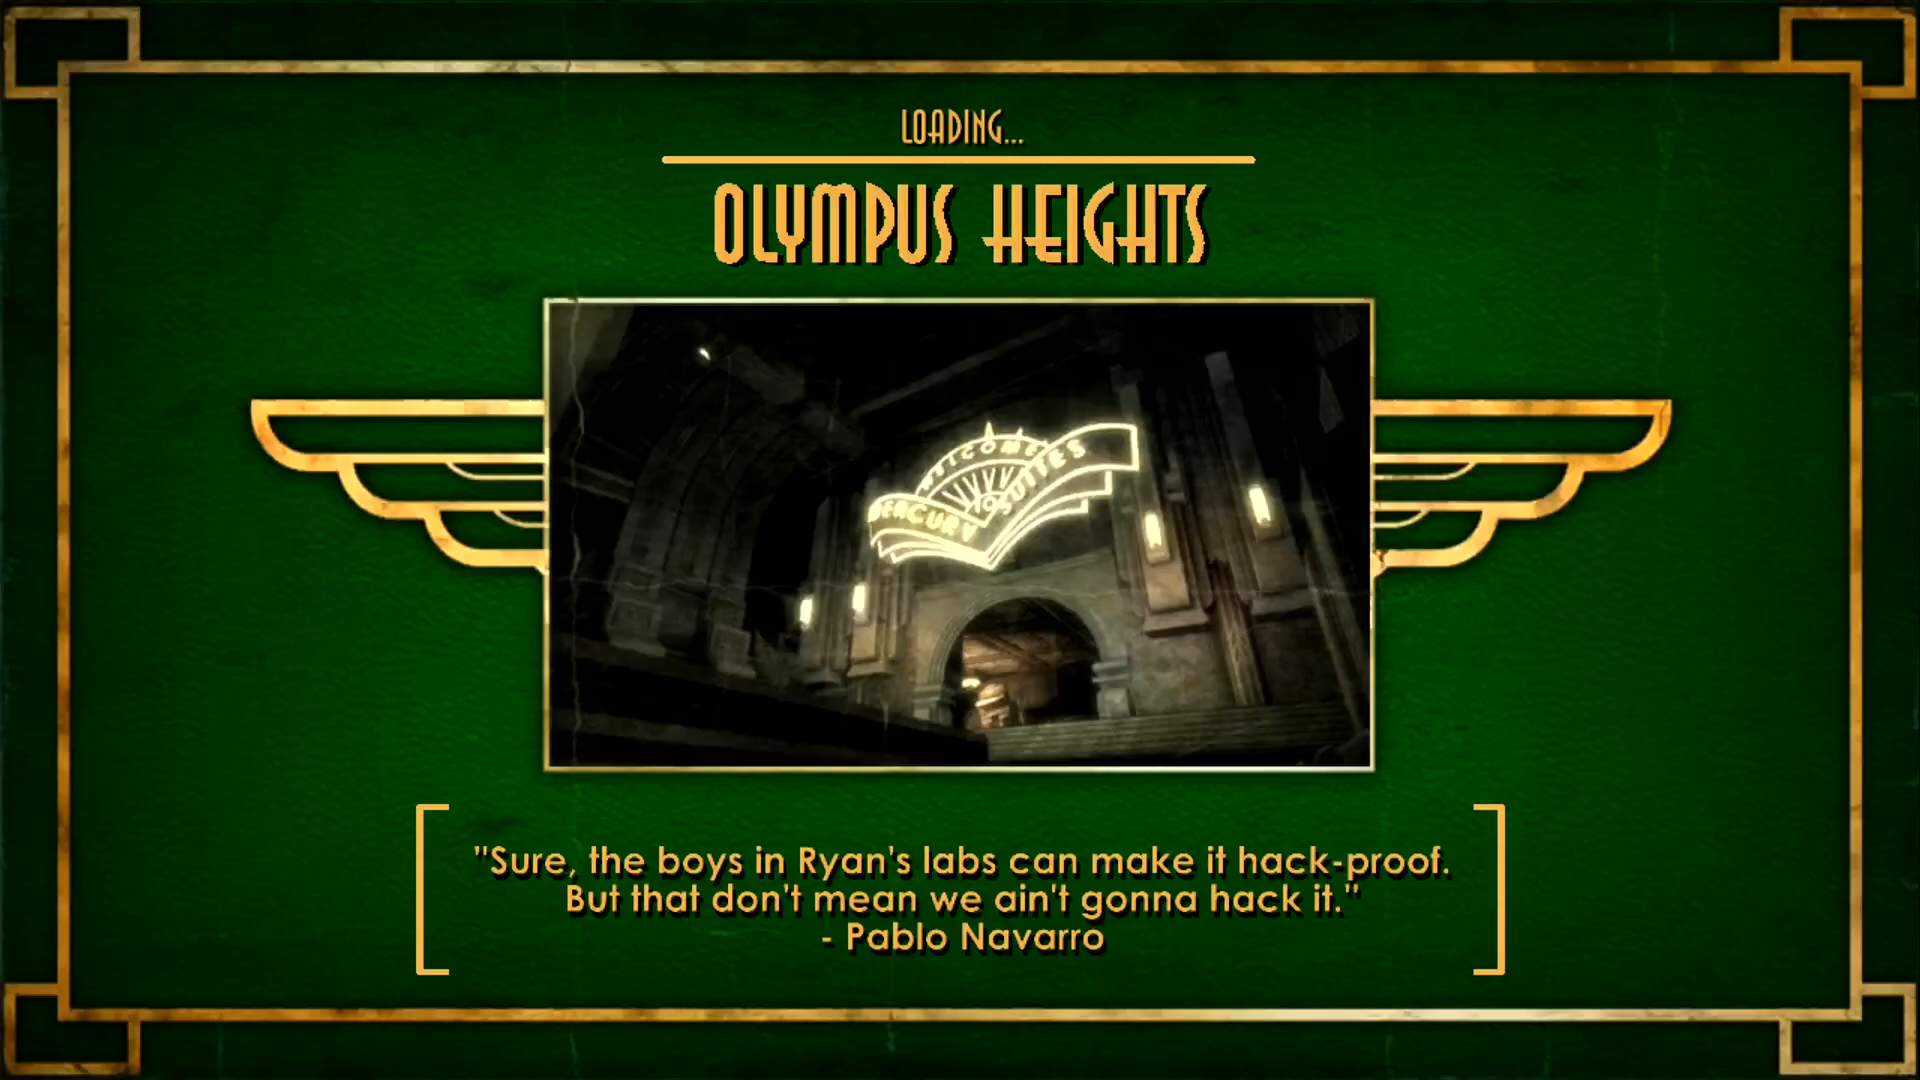 LOADING...
OLYMPUS HEIGHTS
WELCOME
TO
MERCURY SUITES
"Sure, the boys in Ryan's labs can make it hack-proof.
But that don't mean we ain't gonna hack it."
- Pablo Navarro